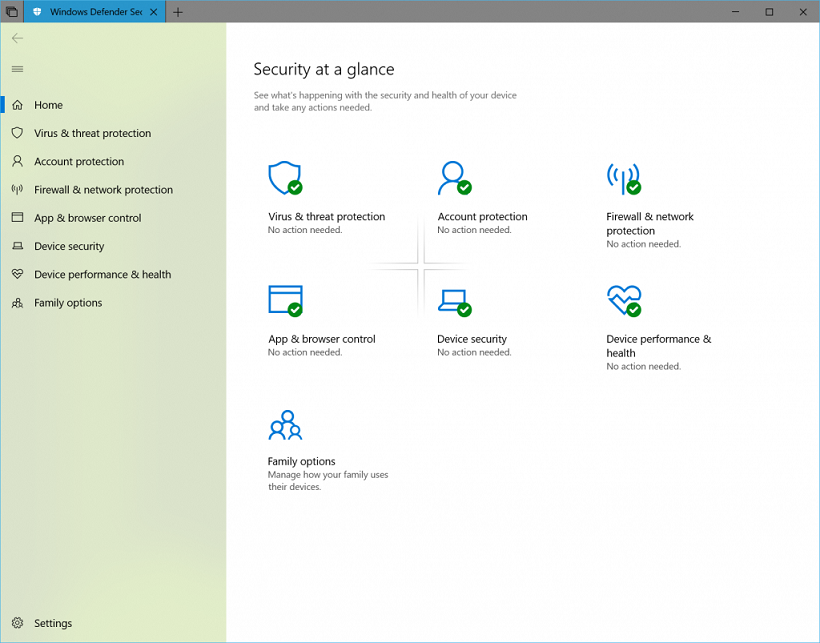 Windows Defender Sec
Home
Virus & threat protection
Account protection
Firewall & network protection
App & browser control
Device security
Device performance & health
Family options
Settings
Security at a glance
See what's happening with the security and health of your device
and take any actions needed.
Virus & threat protection
No action needed.
Account protection
No action needed.
Firewall & network
protection
No action needed.
App & browser control
No action needed.
Device security
No action needed.
Device performance &
health
No action needed.
Family options
Manage how your family uses
their devices.